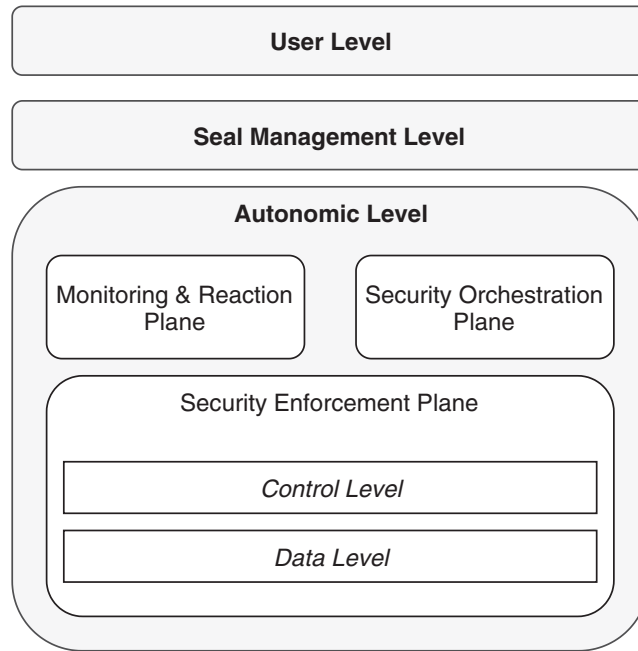 User Level
Seal Management Level
Autonomic Level
Monitoring & Reaction
Plane
Security Orchestration
Plane
Security Enforcement Plane
Control Level
Data Level